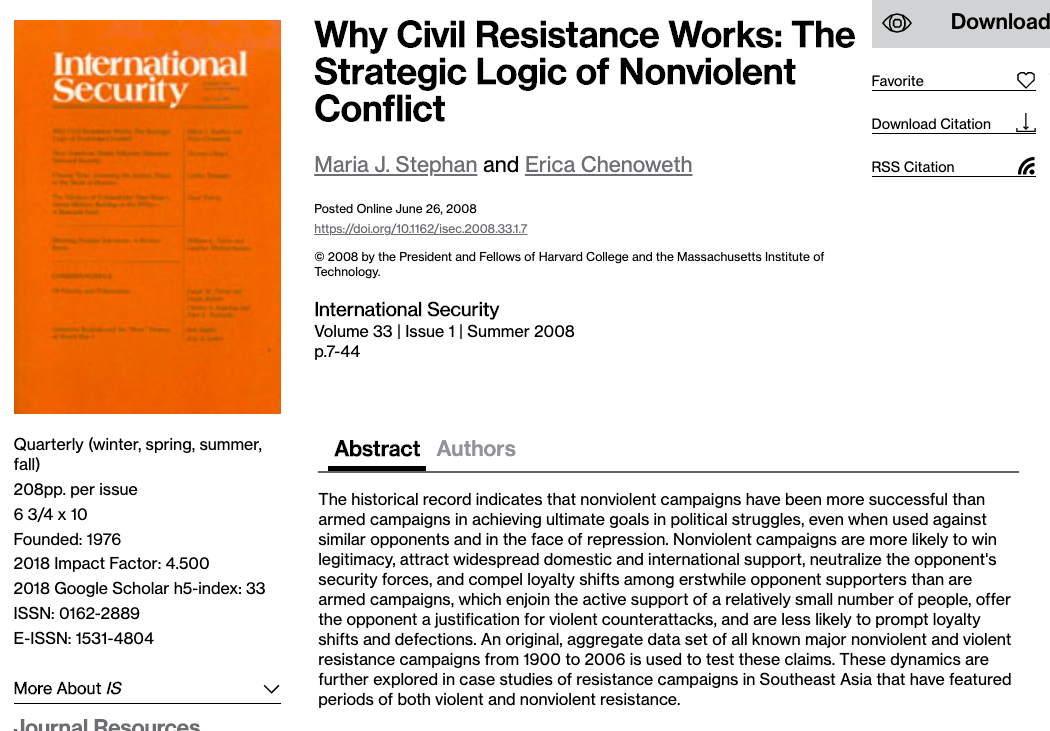 International
Security
Why Civil Resistance Works: The
Strategic Logic of Nonviolent
Conflict
Maria J. Stephan and Erica Chenoweth
Posted Online June 26, 2008
https://doi.org/10.1162/isec.2008.33.1.7
© 2008 by the President and Fellows of Harvard College and the Massachusetts Institute of
Technology.
International Security
Volume 33 | Issue 1 | Summer 2008
p.7-44
Download
Favorite
Download Citation
RSS Citation
Quarterly (winter, spring, summer,
fall)
208pp. per issue
6 3/4 x 10
Founded: 1976
2018 Impact Factor: 4.500
2018 Google Scholar h5-index: 33
ISSN: 0162-2889
E-ISSN: 1531-4804
More About IS
Journal Resources
Abstract Authors
The historical record indicates that nonviolent campaigns have been more successful than
armed campaigns in achieving ultimate goals in political struggles, even when used against
similar opponents and in the face of repression. Nonviolent campaigns are more likely to win
legitimacy, attract widespread domestic and international support, neutralize the opponent's
security forces, and compel loyalty shifts among erstwhile opponent supporters than are
armed campaigns, which enjoin the active support of a relatively small number of people, offer
the opponent a justification for violent counterattacks, and are less likely to prompt loyalty
shifts and defections. An original, aggregate data set of all known major nonviolent and violent
resistance campaigns from 1900 to 2006 is used to test these claims. These dynamics are
further explored in case studies of resistance campaigns in Southeast Asia that have featured
periods of both violent and nonviolent resistance.